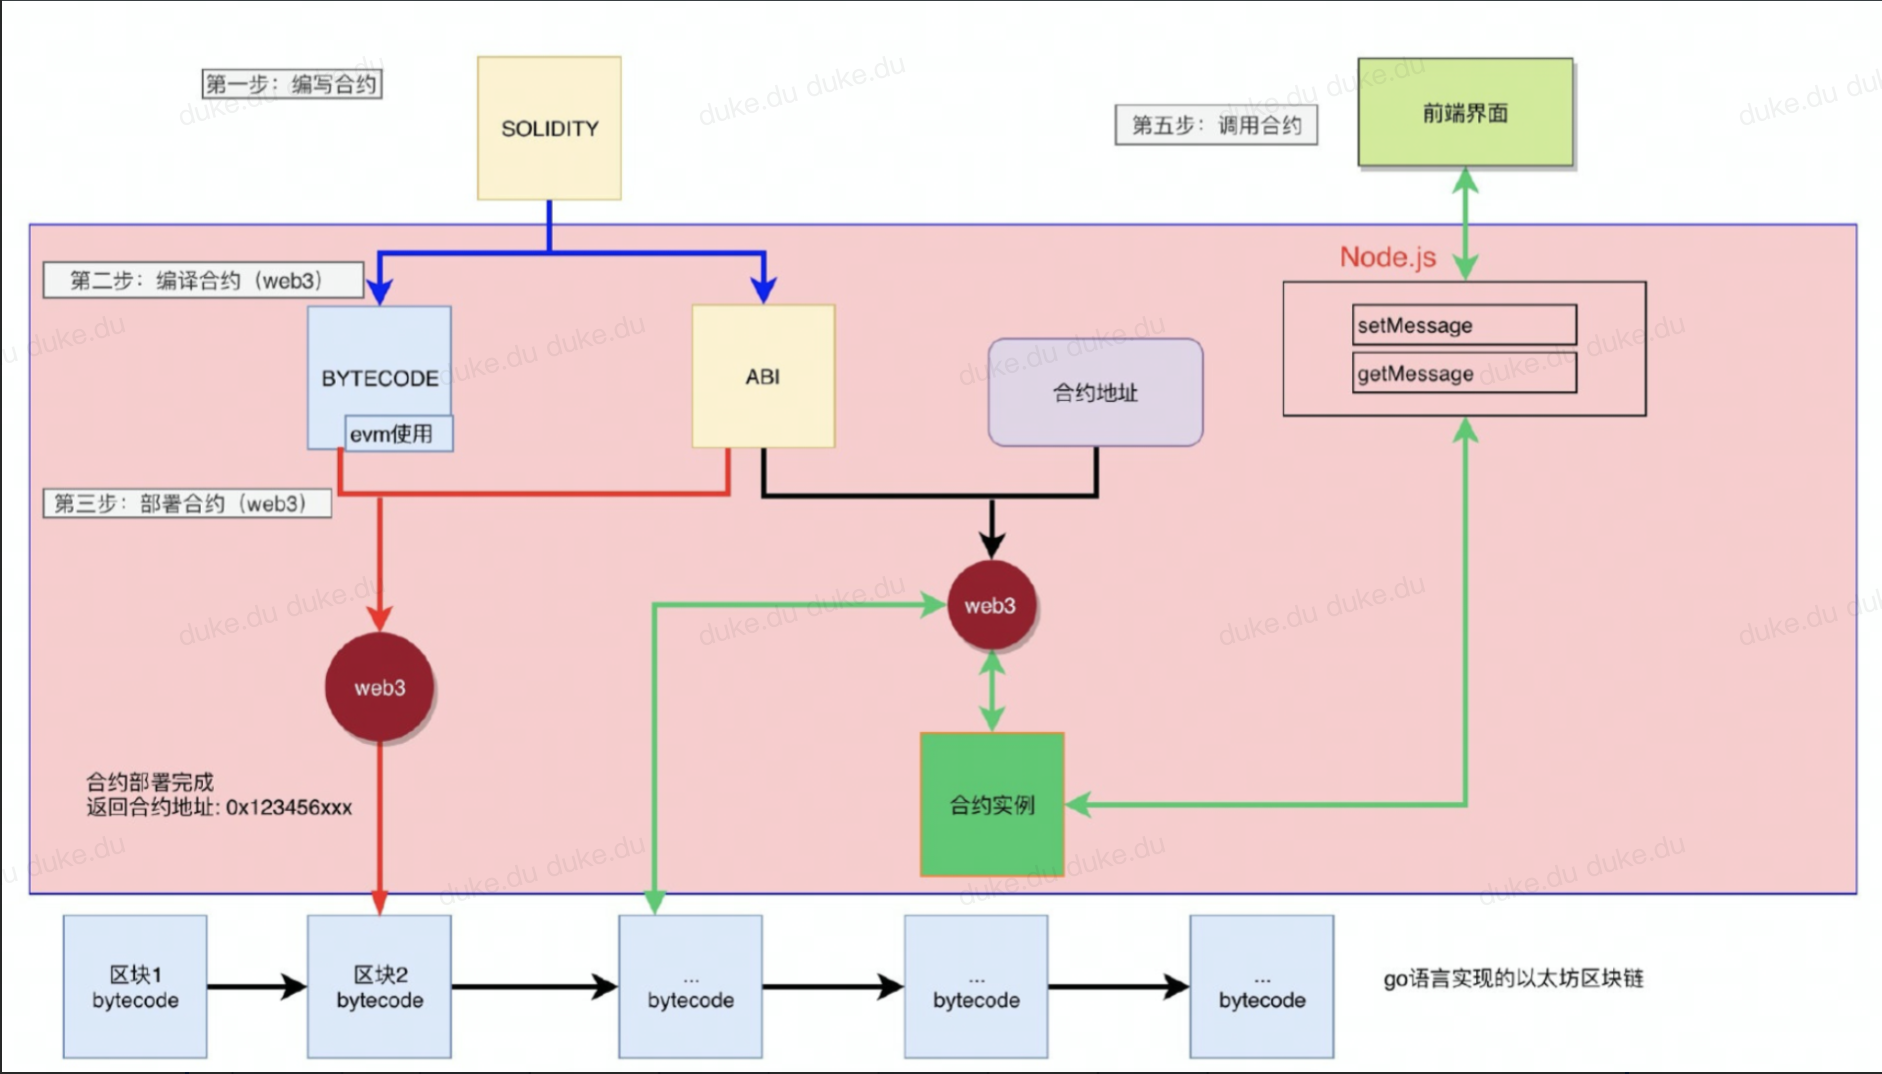 第一步：编写合约
SOLIDITY
第五步：调用合约
前端界面
第二步：编译合约（web3）
Node.js
setMessage
getMessage
BYTECODE
evm使用
ABI
合约地址
第三步：部署合约（web3）
web3
web3
合约部署完成
返回合约地址: 0x123456xxx
合约实例
区块1
bytecode
区块2
bytecode
...
bytecode
...
bytecode
...
bytecode
go语言实现的以太坊区块链
duke.du duke.du